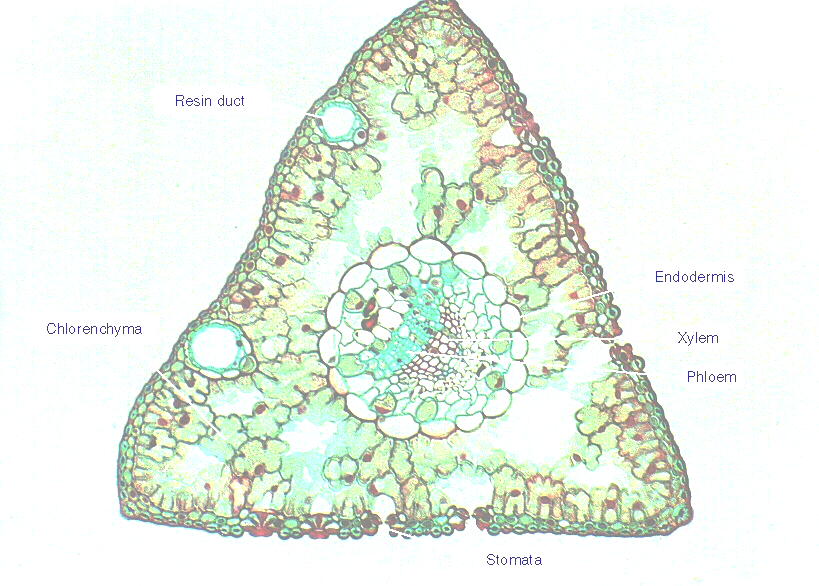 Resin duct
Endodermis
Chlorenchyma
Xylem
Phloem
Stomata